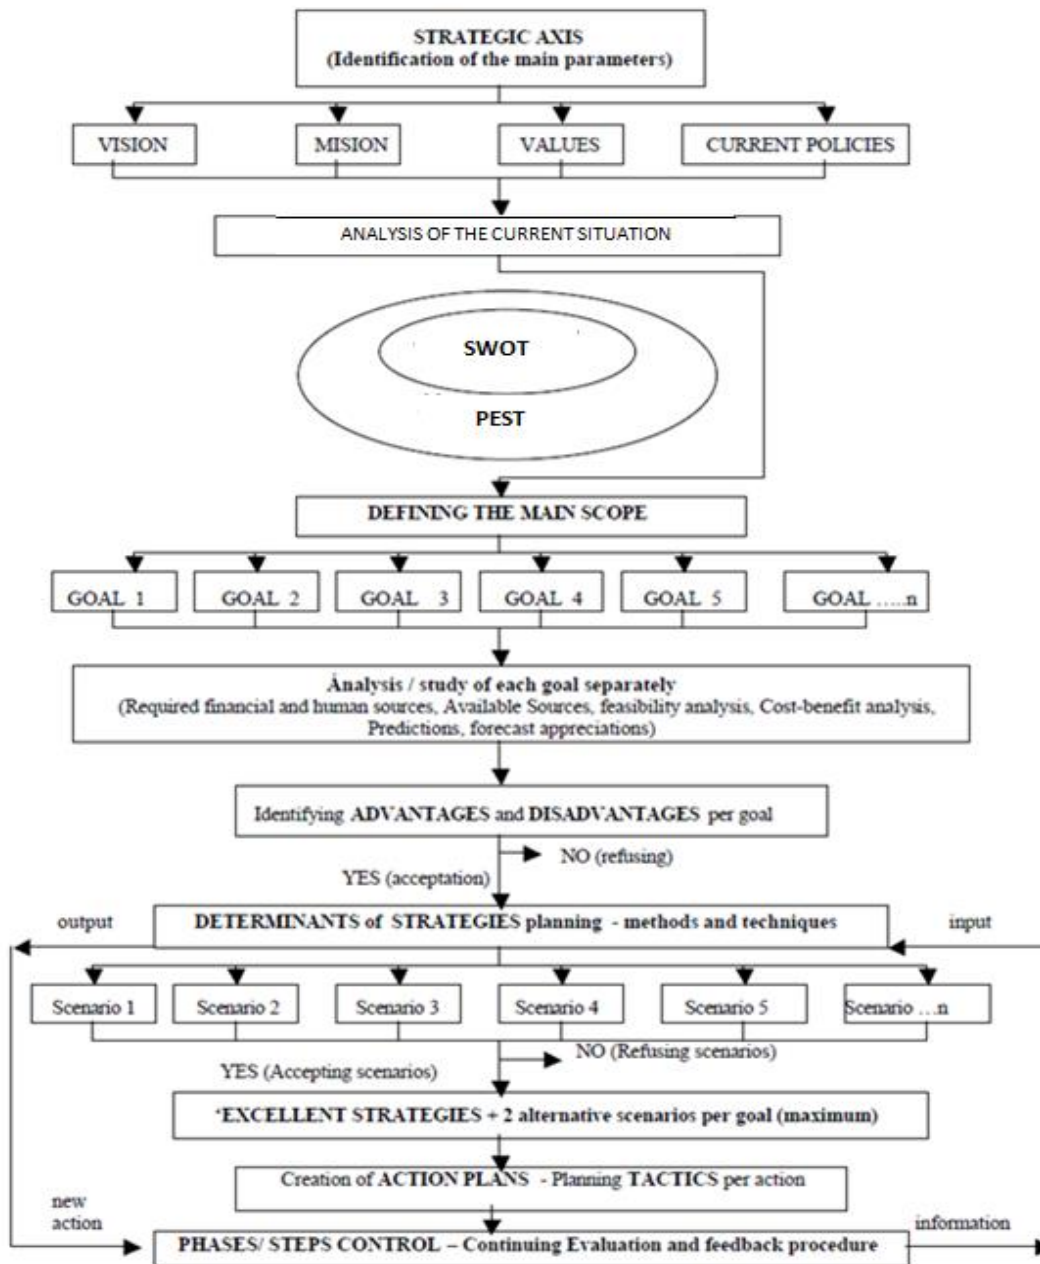 STRATEGIC AXIS
(Identification of the main parameters)
VISION
MISION
VALUES
CURRENT POLICIES
ANALYSIS OF THE CURRENT SITUATION
SWOT
PEST
DEFINING THE MAIN SCOPE
GOAL 1
GOAL 2
GOAL 3
GOAL 4
GOAL 5
GOAL …..n
Analysis / study of each goal separately
(Required financial and human sources, Available Sources, feasibility analysis, Cost-benefit analysis,
Predictions, forecast appreciations)
Identifying ADVANTAGES and DISADVANTAGES per goal
NO (refusing)
YES (acceptation)
output
DETERMINANTS of STRATEGIES planning - methods and techniques
input
Scenario 1
Scenario 2
Scenario 3
Scenario 4
Scenario 5
Scenario …n
NO (Refusing scenarios)
YES (Accepting scenarios)
*EXCELLENT STRATEGIES + 2 alternative scenarios per goal (maximum)
Creation of ACTION PLANS - Planning TACTICS per action
new
action
information
PHASES/ STEPS CONTROL – Continuing Evaluation and feedback procedure